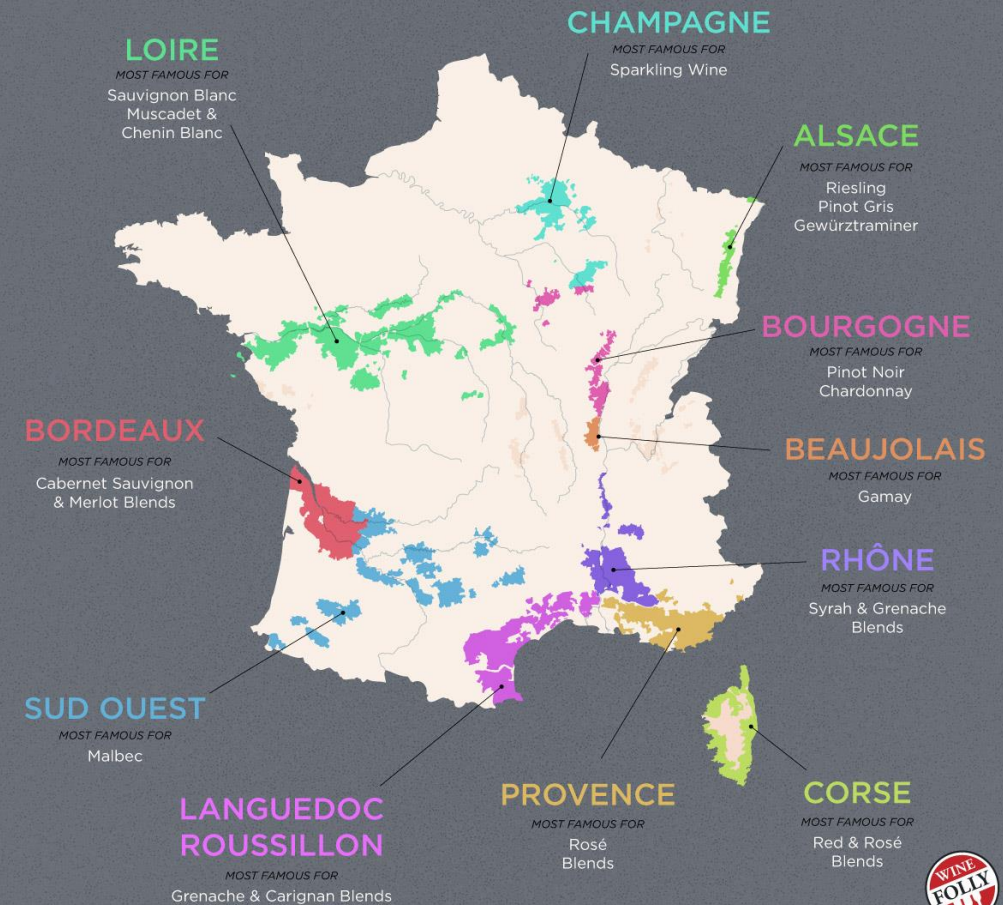 CHAMPAGNE
MOST FAMOUS FOR
Sparkling Wine
LOIRE
MOST FAMOUS FOR
Sauvignon Blanc
Muscadet &
Chenin Blanc
ALSACE
MOST FAMOUS FOR
Riesling
Pinot Gris
Gewürztraminer
BOURGOGNE
MOST FAMOUS FOR
Pinot Noir
Chardonnay
BORDEAUX
MOST FAMOUS FOR
Cabernet Sauvignon
& Merlot Blends
BEAUJOLAIS
MOST FAMOUS FOR
Gamay
RHÔNE
MOST FAMOUS FOR
Syrah & Grenache
Blends
SUD OUEST
MOST FAMOUS FOR
Malbec
LANGUEDOC
ROUSSILLON
MOST FAMOUS FOR
Grenache & Carignan Blends
PROVENCE
MOST FAMOUS FOR
Rosé
Blends
CORSE
MOST FAMOUS FOR
Red & Rosé
Blends
WINE
FOLLY